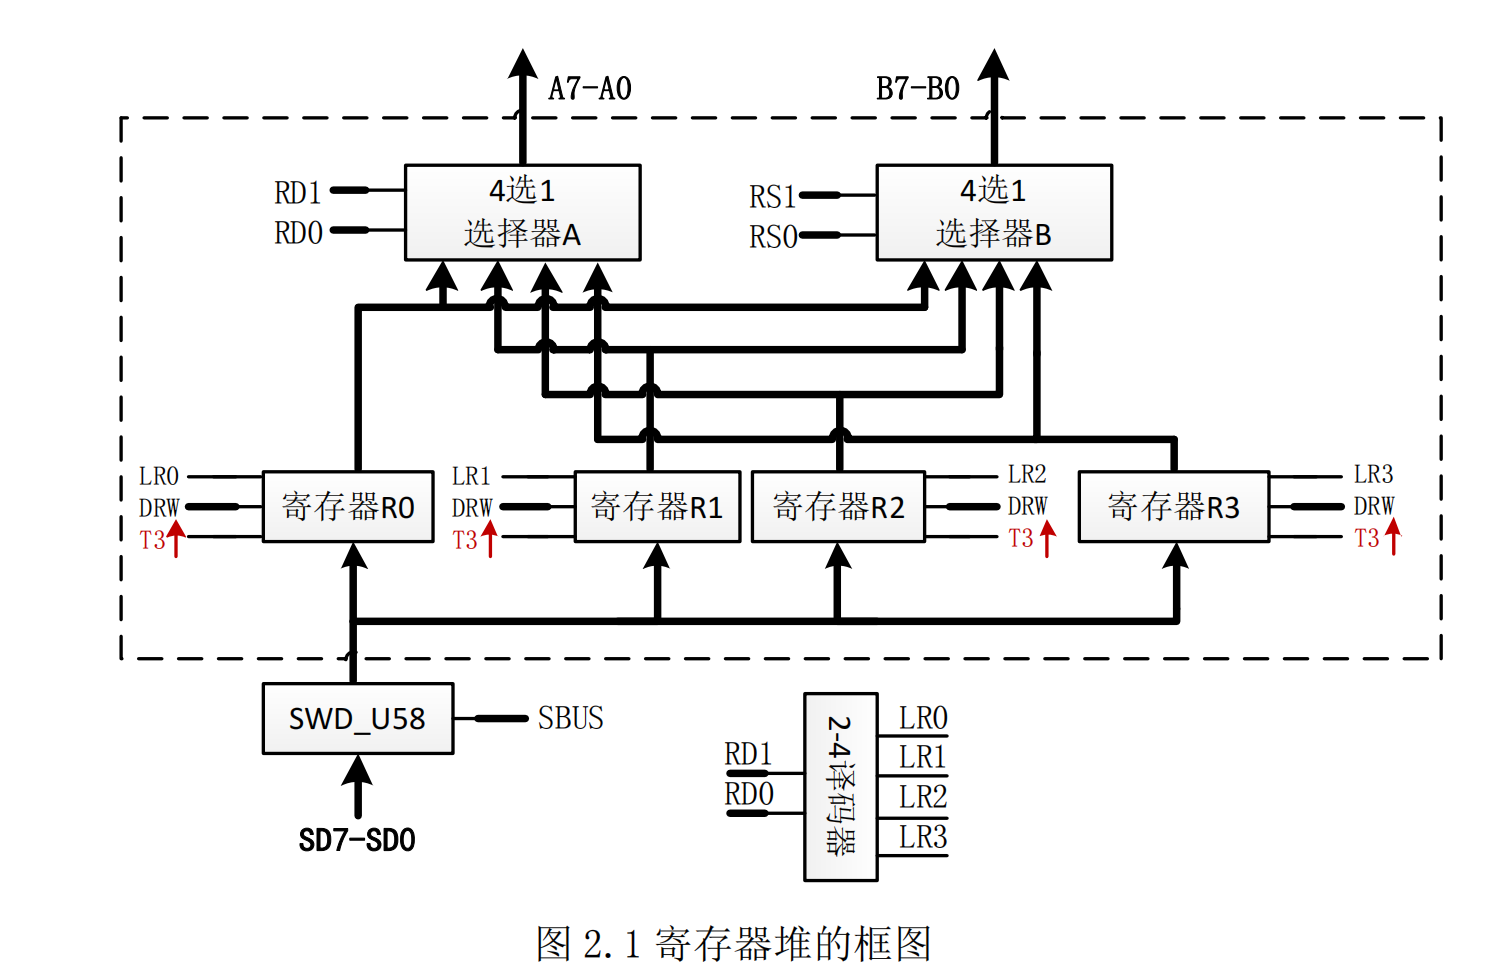 A7-A0
B7-B0
RD1
RD0
4选1
选择器A
RS1
RS0
4选1
选择器B
LR0
DRW
T3
寄存器R0
LR1
DRW
T3
寄存器R1
寄存器R2
LR2
DRW
T3
寄存器R3
LR3
DRW
T3
SWD_U58
SBUS
SD7-SD0
RD1
RD0
2-4译码器
LR0
LR1
LR2
LR3
图 2.1 寄存器堆的框图